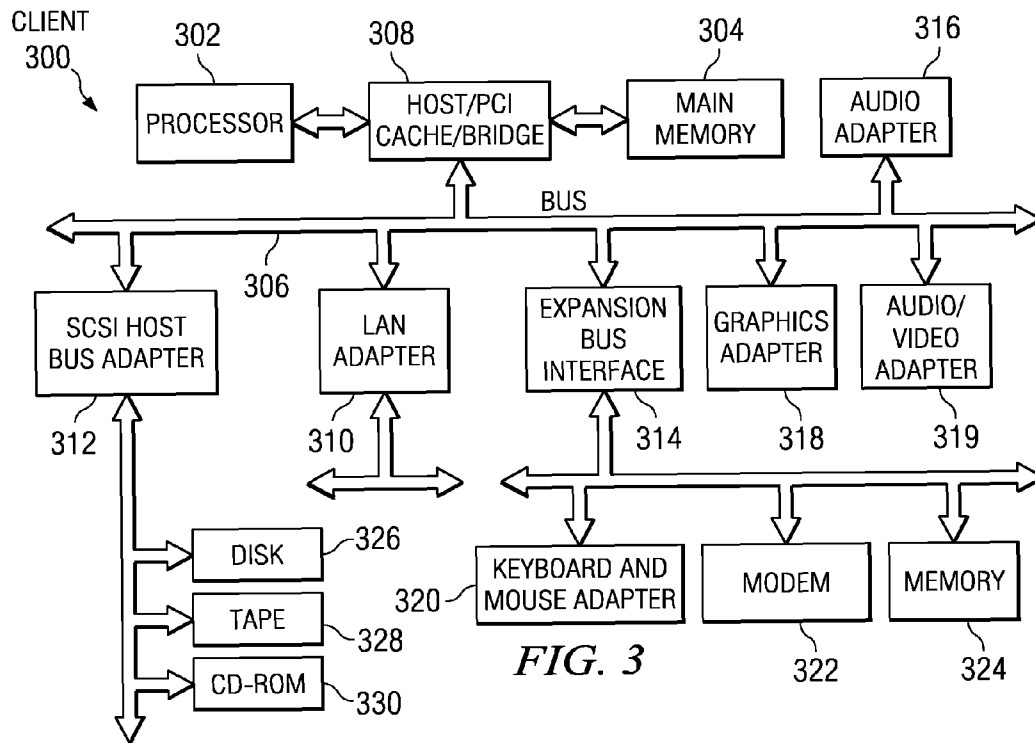 CLIENT
300
302
308
304
316
PROCESSOR
HOST/PCI
CACHE/BRIDGE
MAIN
MEMORY
AUDIO
ADAPTER
BUS
306
SCSI HOST
BUS ADAPTER
312
LAN
ADAPTER
310
EXPANSION
BUS
INTERFACE
314
GRAPHICS
ADAPTER
318
AUDIO/
VIDEO
ADAPTER
319
DISK
326
TAPE
328
CD-ROM
330
320
KEYBOARD AND
MOUSE ADAPTER
MODEM
322
MEMORY
324
FIG. 3